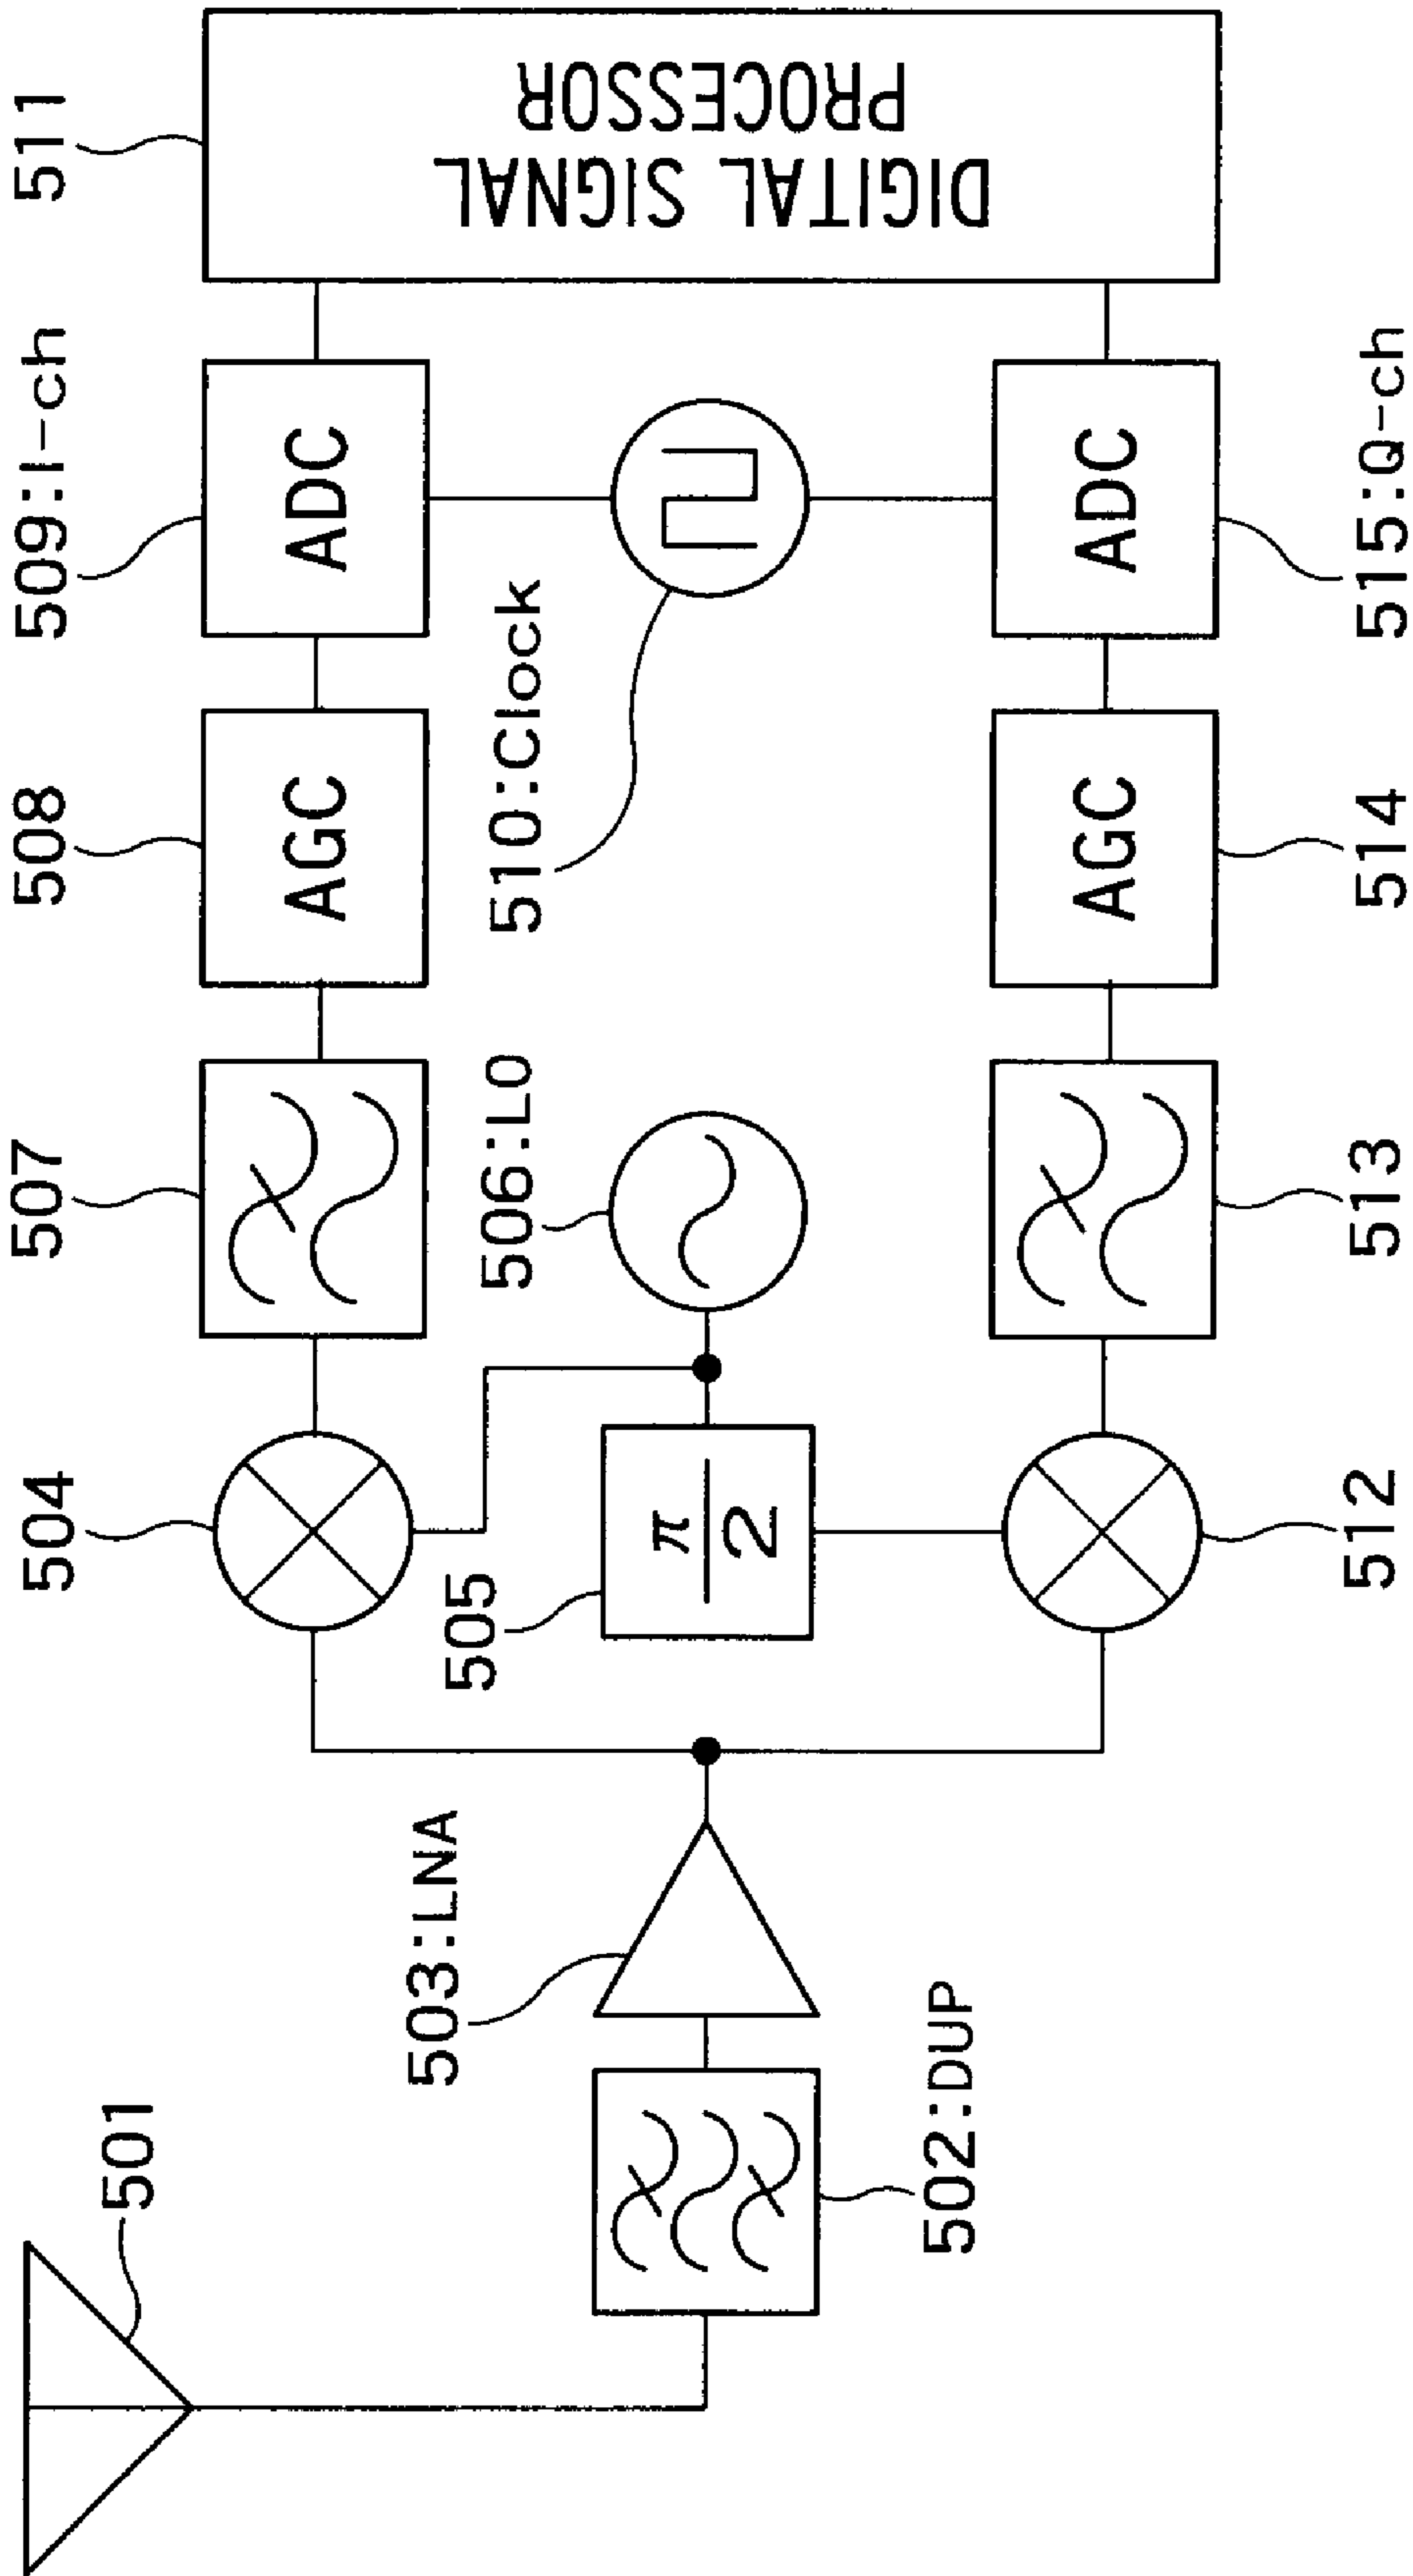 501
502:DUP
503:LNA
504
505
π
2
506:LO
507
508
AGC
509:I-ch
ADC
510:Clock
511
DIGITAL SIGNAL
PROCESSOR
512
513
514
AGC
515:Q-ch
ADC